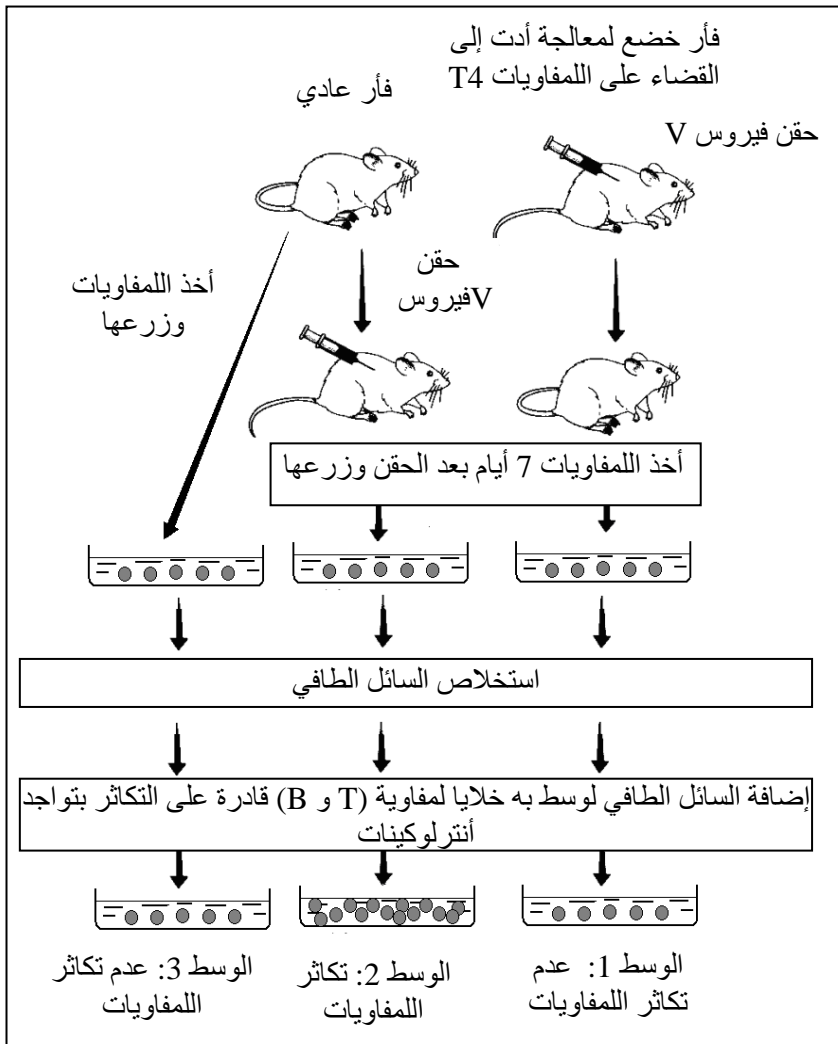 فأر خضع لمعالجة أدت إلى
القضاء على اللمفاويات T4
حقن فيروس V
فأر عادي
حقن
فيروسV
أخذ اللمفاويات
وزرعها
أخذ اللمفاويات 7 أيام بعد الحقن وزرعها
استخلاص السائل الطافي
إضافة السائل الطافي لوسط به خلايا لمفاوية (T و B) قادرة على التكاثر بتواجد
أنترلوكينات
الوسط 1: عدم
تكاثر اللمفاويات
الوسط 2: تكاثر
اللمفاويات
الوسط 3: عدم تكاثر
اللمفاويات